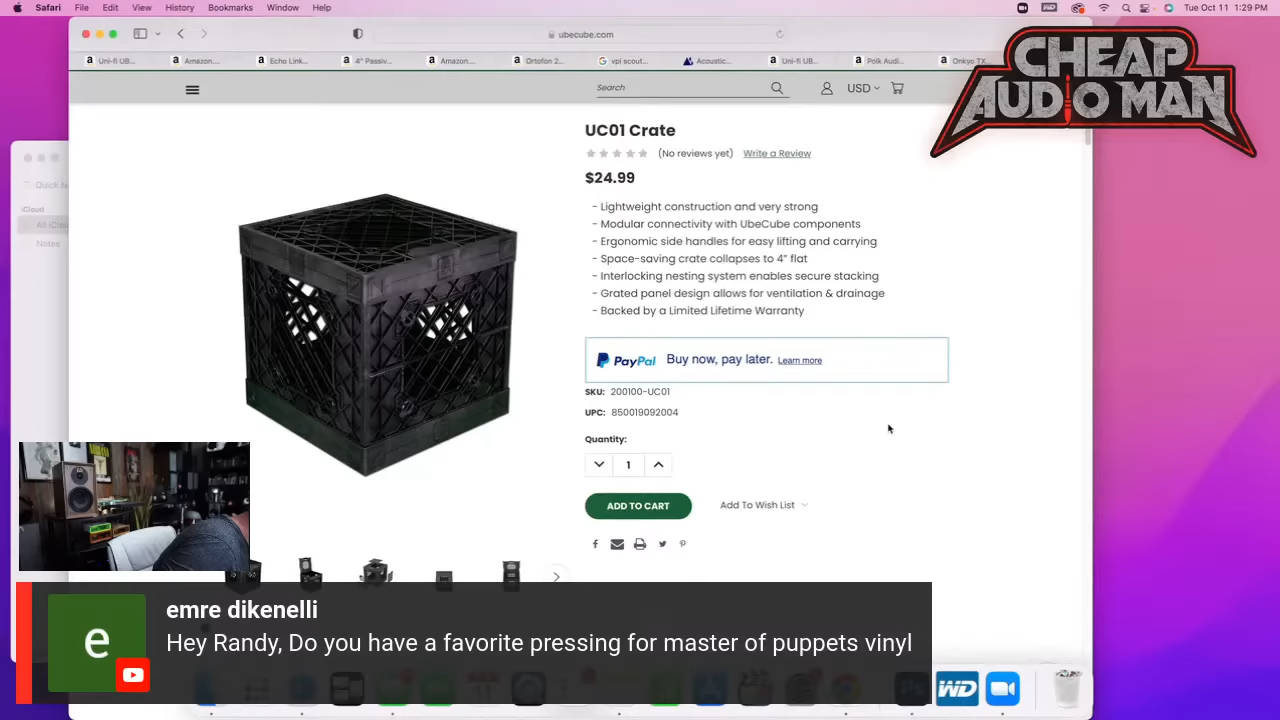 Safari File Edit View History Bookmarks Window Help
Tue Oct 11 1:29 PM
ubecube.com
Uni-fi UB...
Amazon....
Echo Link...
4" Passiv...
Amazon....
Ortofon 2...
vpi scout...
Acoustic...
Uni-fi UB...
Polk Audi...
Onkyo TX...
CHEAP
AUDIO MAN
Search
USD
UC01 Crate
(No reviews yet) Write a Review
$24.99
- Lightweight construction and very strong
- Modular connectivity with UbeCube components
- Ergonomic side handles for easy lifting and carrying
- Space-saving crate collapses to 4" flat
- Interlocking nesting system enables secure stacking
- Grated panel design allows for ventilation & drainage
- Backed by a Limited Lifetime Warranty
PayPal Buy now, pay later. Learn more
SKU: 200100-UC01
UPC: 850019092004
Quantity:
1
ADD TO CART
Add To Wish List
Quick N
iCloud
All iClou
Notes
e
emre dikenelli
Hey Randy, Do you have a favorite pressing for master of puppets vinyl
WD